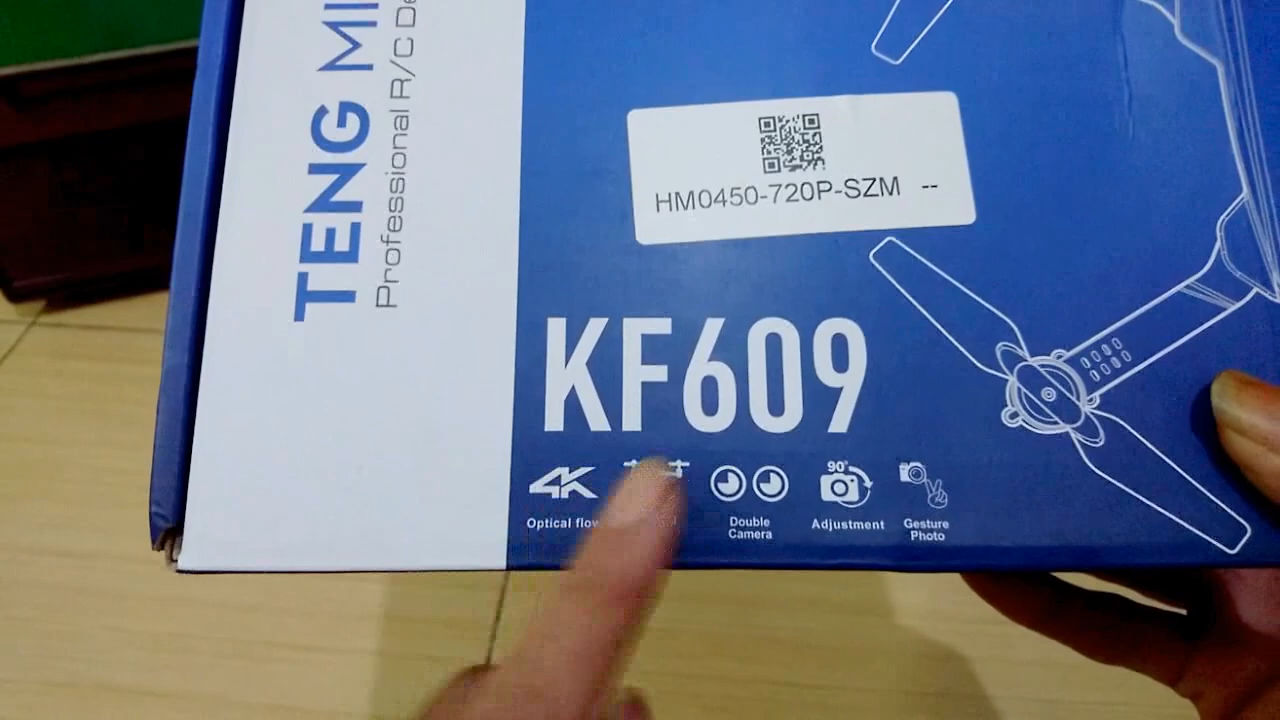 TENG MI
Professional R/C De
HM0450-720P-SZM --
KF609
4K
90°
Optical flow
Double
Camera
Adjustment
Gesture
Photo